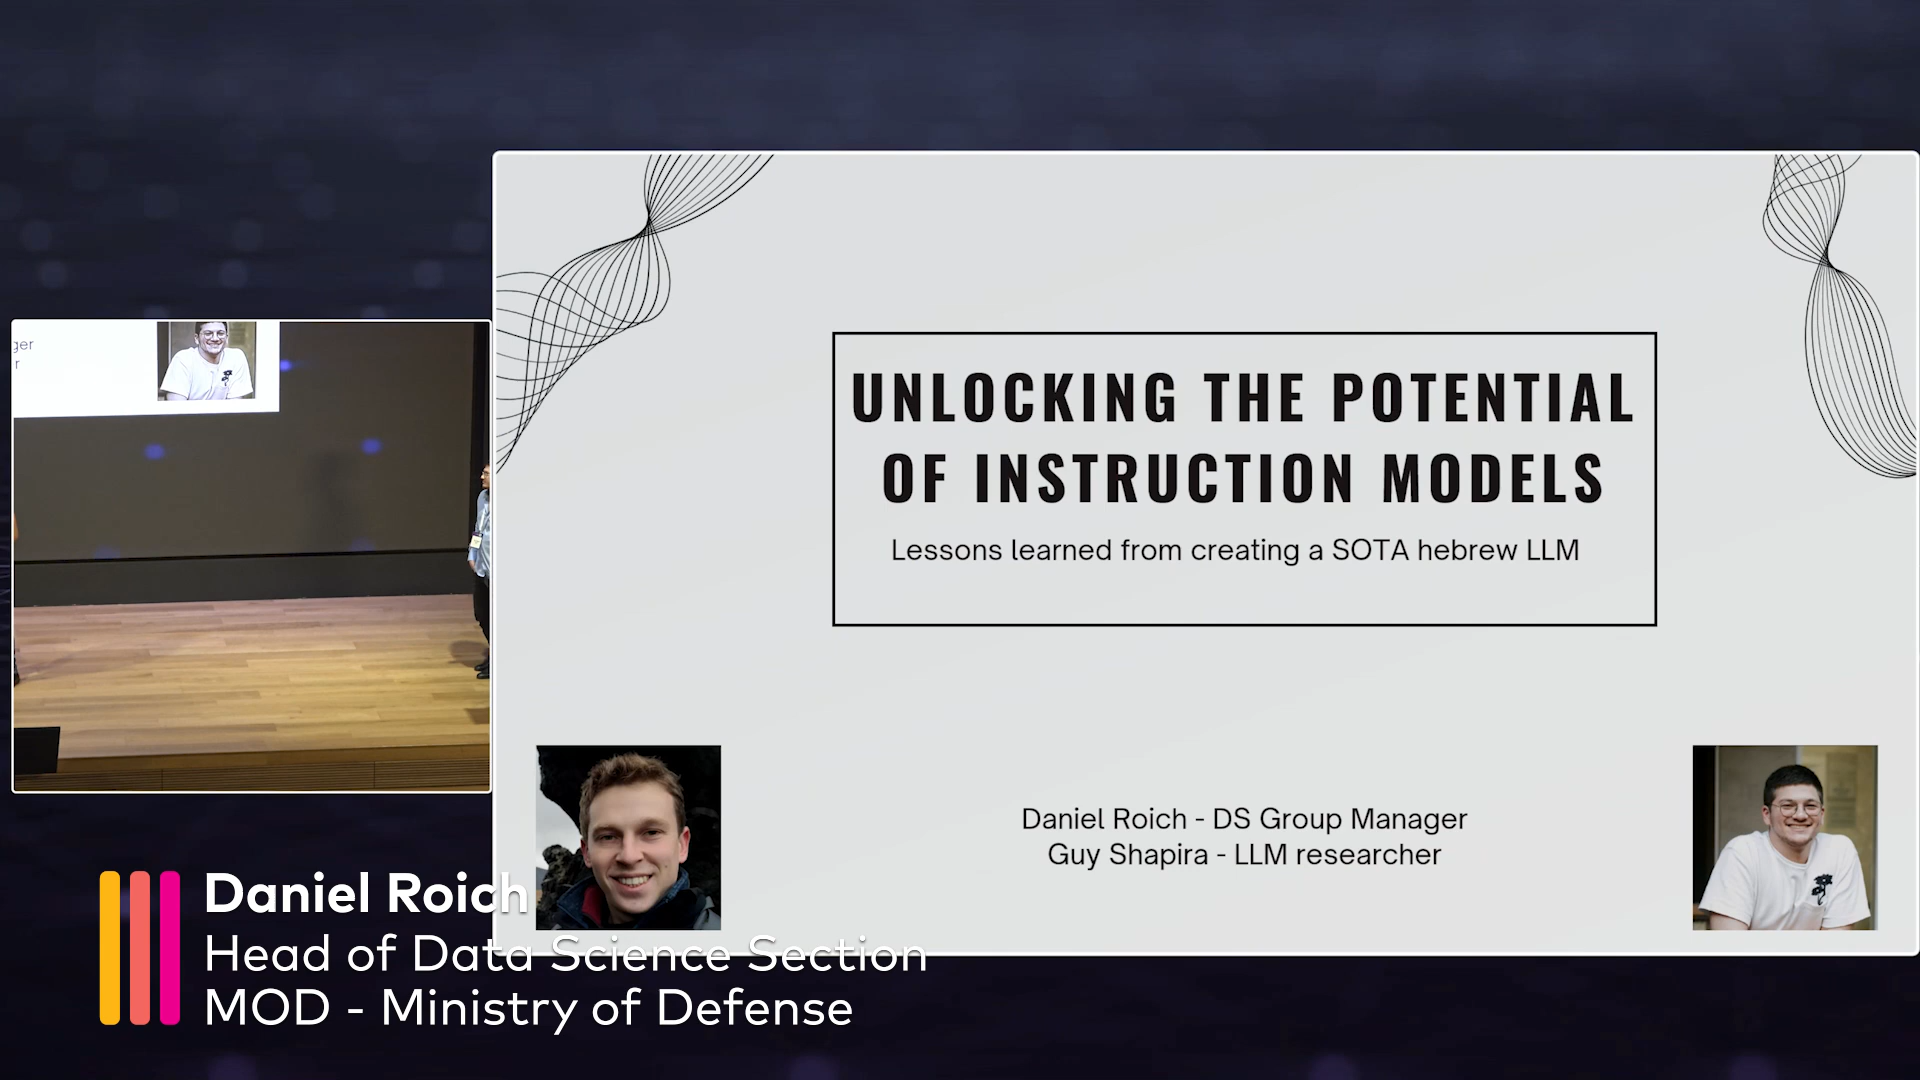 UNLOCKING THE POTENTIAL
OF INSTRUCTION MODELS
Lessons learned from creating a SOTA hebrew LLM
Daniel Roich - DS Group Manager
Guy Shapira - LLM researcher
ger
r
Daniel Roich
Head of Data Science Section
MOD - Ministry of Defense